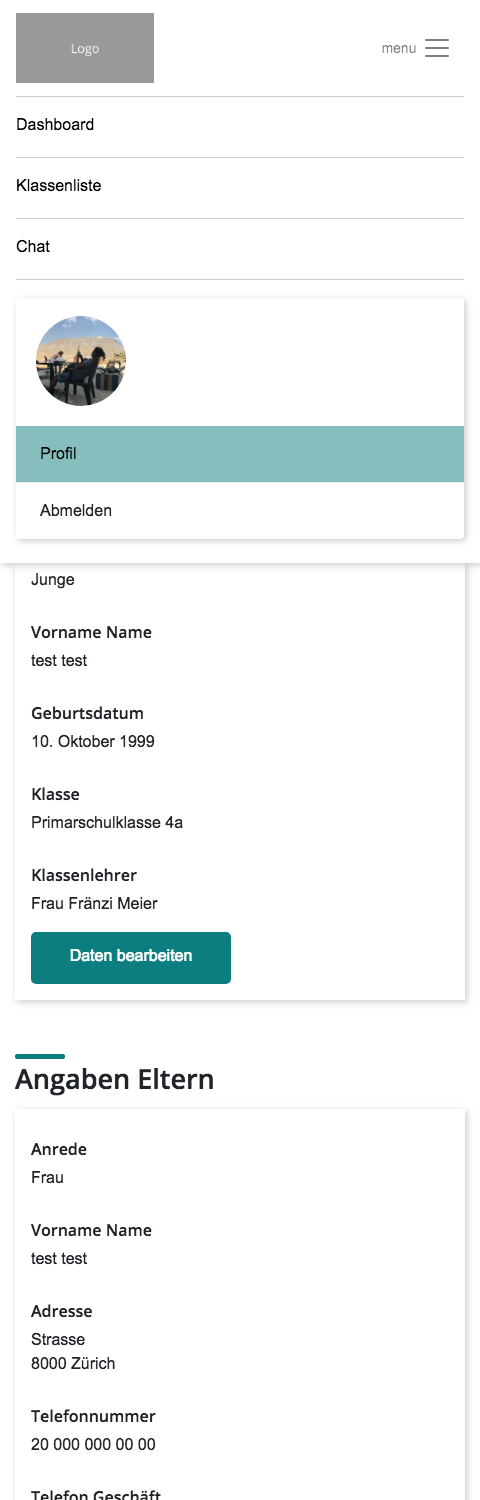 Logo
menu
Dashboard
Klassenliste
Chat
Profil
Abmelden
Junge
Vorname Name
test test
Geburtsdatum
10. Oktober 1999
Klasse
Primarschulklasse 4a
Klassenlehrer
Frau Fränzi Meier
Daten bearbeiten
Angaben Eltern
Anrede
Frau
Vorname Name
test test
Adresse
Strasse
8000 Zürich
Telefonnummer
20 000 000 00 00
Telefon Geschäft